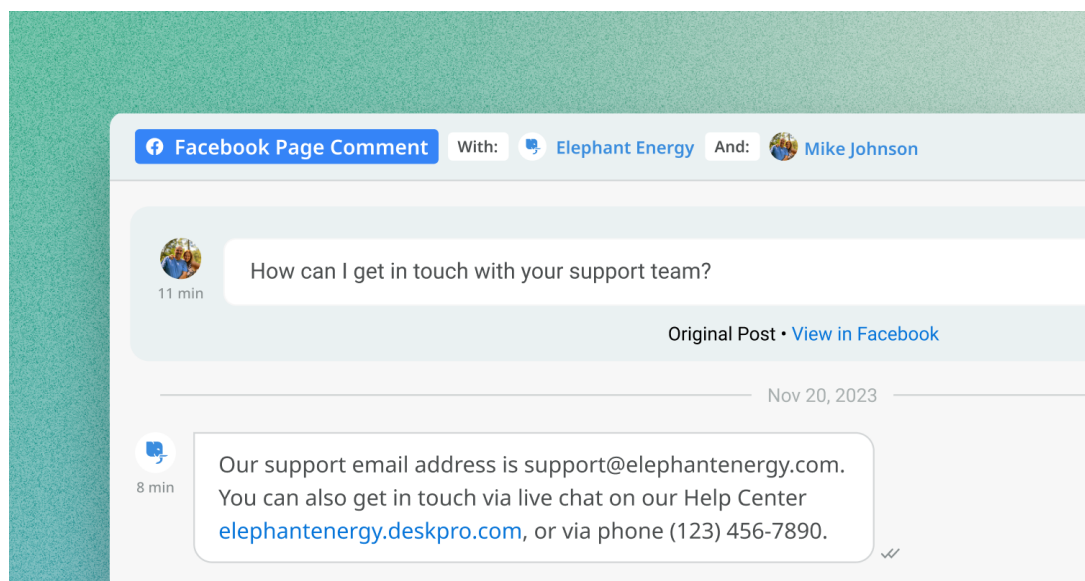 Facebook Page Comment With: Elephant Energy And: Mike Johnson
How can I get in touch with your support team?
11 min
Original Post • View in Facebook
Nov 20, 2023
Our support email address is support@elephantenergy.com.
8 min
You can also get in touch via live chat on our Help Center
elephantenergy.deskpro.com, or via phone (123) 456-7890.